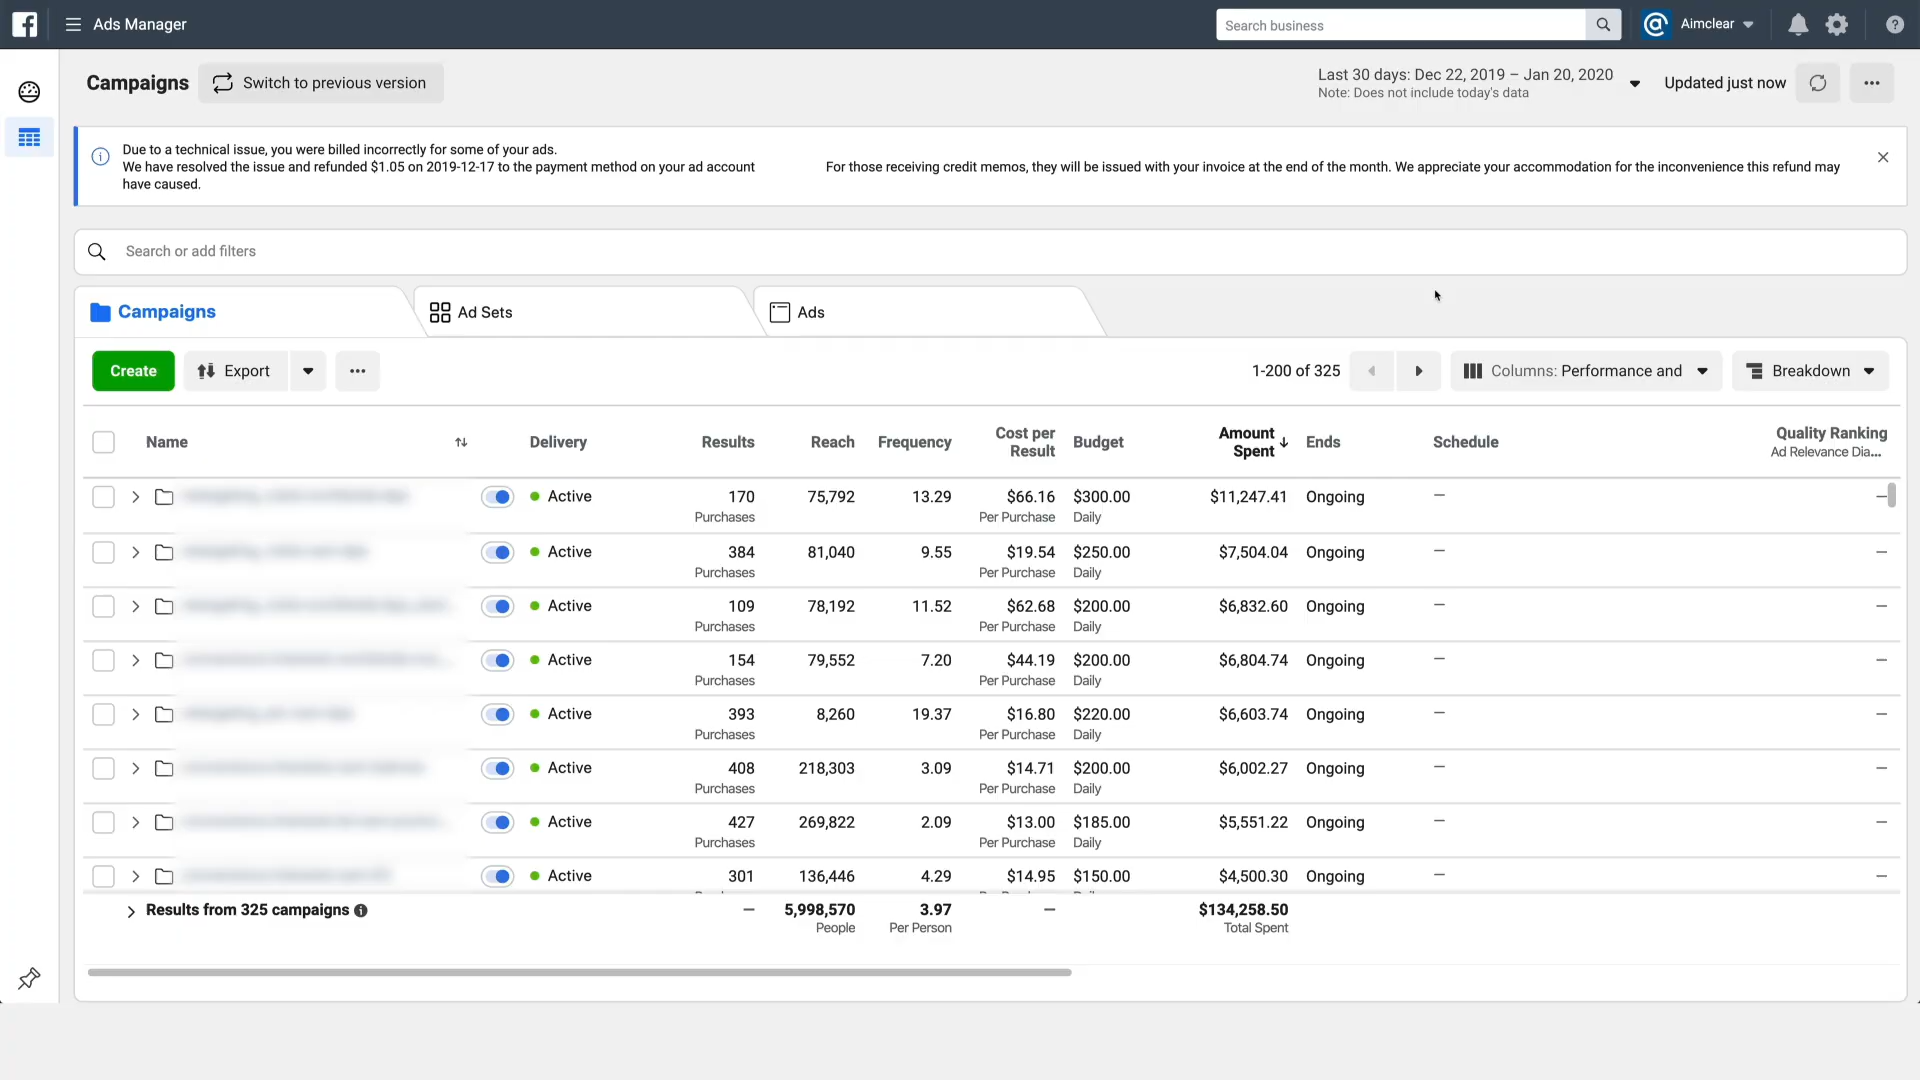 Ads Manager
Search business
Aimclear
Campaigns
Switch to previous version
Last 30 days: Dec 22, 2019 – Jan 20, 2020
Note: Does not include today's data
Updated just now
Due to a technical issue, you were billed incorrectly for some of your ads.
We have resolved the issue and refunded $1.05 on 2019-12-17 to the payment method on your ad account For those receiving credit memos, they will be issued with your invoice at the end of the month. We appreciate your accommodation for the inconvenience this refund may
have caused.
Search or add filters
Campaigns
Ad Sets
Ads
Create
Export
1-200 of 325
Columns: Performance and
Breakdown
Name Delivery Results Reach Frequency Cost per Result Budget Amount Spent Ends Schedule Quality Ranking
Ad Relevance Dia...
Active 170 75,792 13.29 $66.16 $300.00 $11,247.41 Ongoing — —
Purchases Per Purchase Daily
Active 384 81,040 9.55 $19.54 $250.00 $7,504.04 Ongoing — —
Purchases Per Purchase Daily
Active 109 78,192 11.52 $62.68 $200.00 $6,832.60 Ongoing — —
Purchases Per Purchase Daily
Active 154 79,552 7.20 $44.19 $200.00 $6,804.74 Ongoing — —
Purchases Per Purchase Daily
Active 393 8,260 19.37 $16.80 $220.00 $6,603.74 Ongoing — —
Purchases Per Purchase Daily
Active 408 218,303 3.09 $14.71 $200.00 $6,002.27 Ongoing — —
Purchases Per Purchase Daily
Active 427 269,822 2.09 $13.00 $185.00 $5,551.22 Ongoing — —
Purchases Per Purchase Daily
Active 301 136,446 4.29 $14.95 $150.00 $4,500.30 Ongoing — —
Results from 325 campaigns — 5,998,570 3.97 — $134,258.50
People Per Person Total Spent